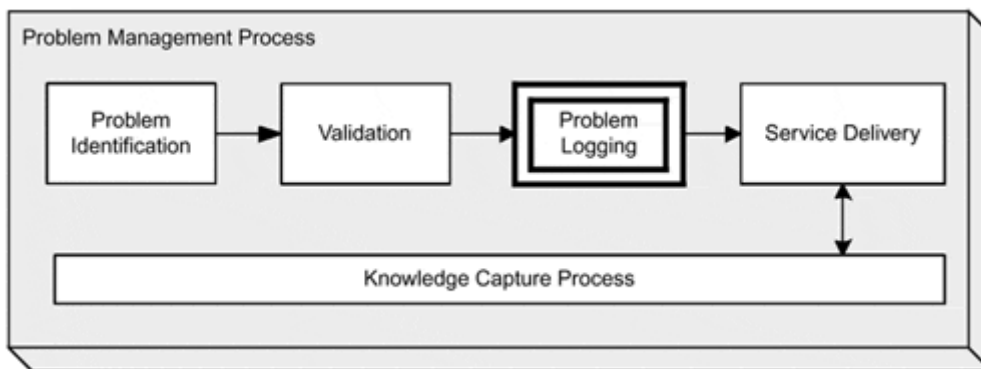 Problem Management Process
Problem
Identification
Validation
Problem
Logging
Service Delivery
Knowledge Capture Process